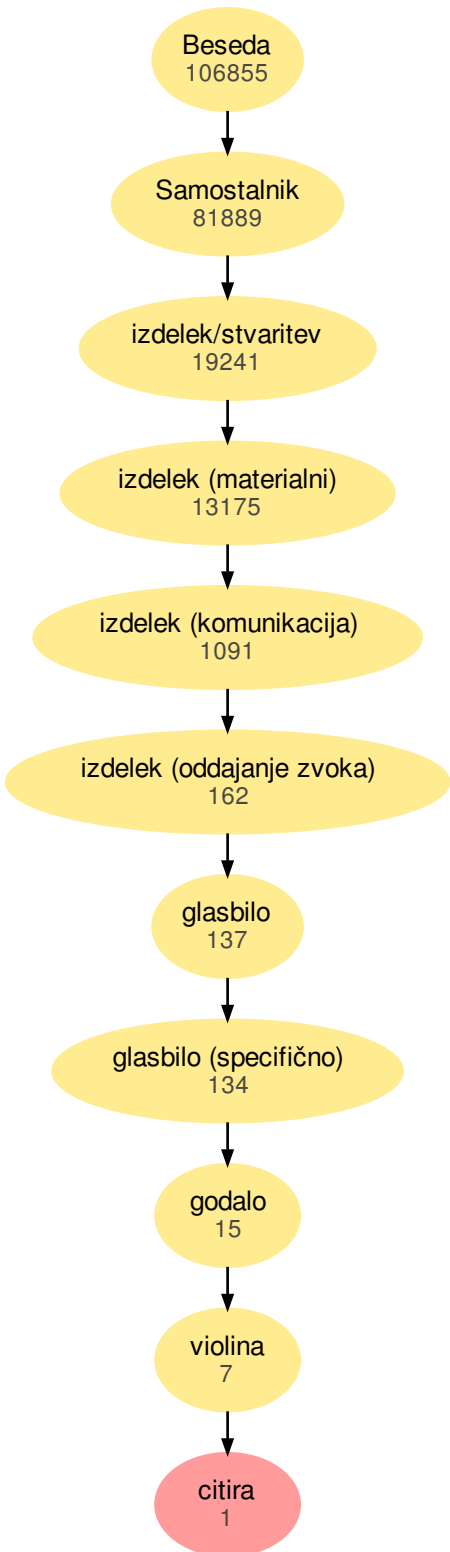 Beseda
106855
Samostalnik
81889
izdelek/stvaritev
19241
izdelek (materialni)
13175
izdelek (komunikacija)
1091
izdelek (oddajanje zvoka)
162
glasbilo
137
glasbilo (specifično)
134
godalo
15
violina
7
citira
1